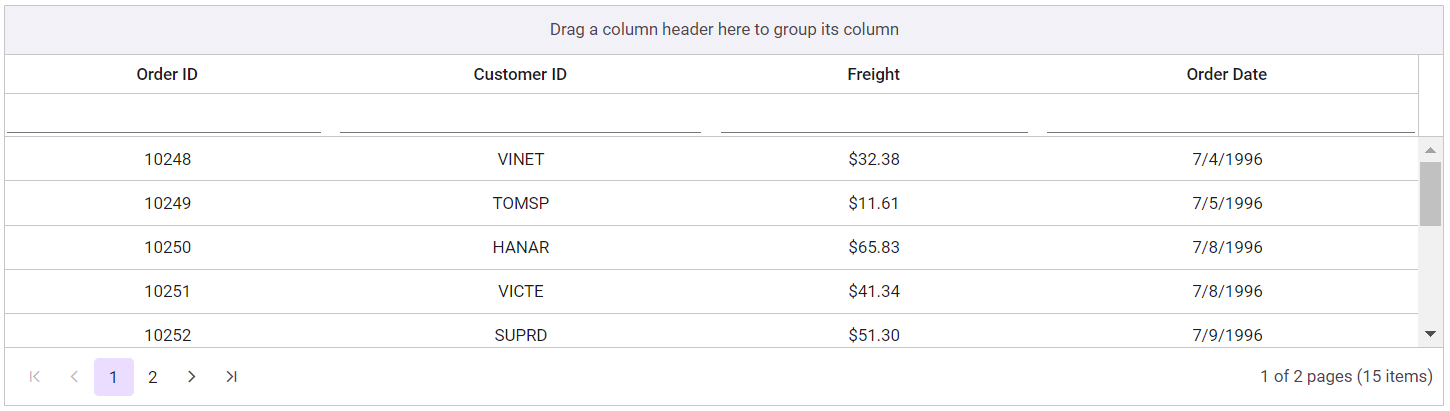 Drag a column header here to group its column
Order ID Customer ID Freight Order Date
10248 VINET $32.38 7/4/1996
10249 TOMSP $11.61 7/5/1996
10250 HANAR $65.83 7/8/1996
10251 VICTE $41.34 7/8/1996
10252 SUPRD $51.30 7/9/1996
1 2 1 of 2 pages (15 items)